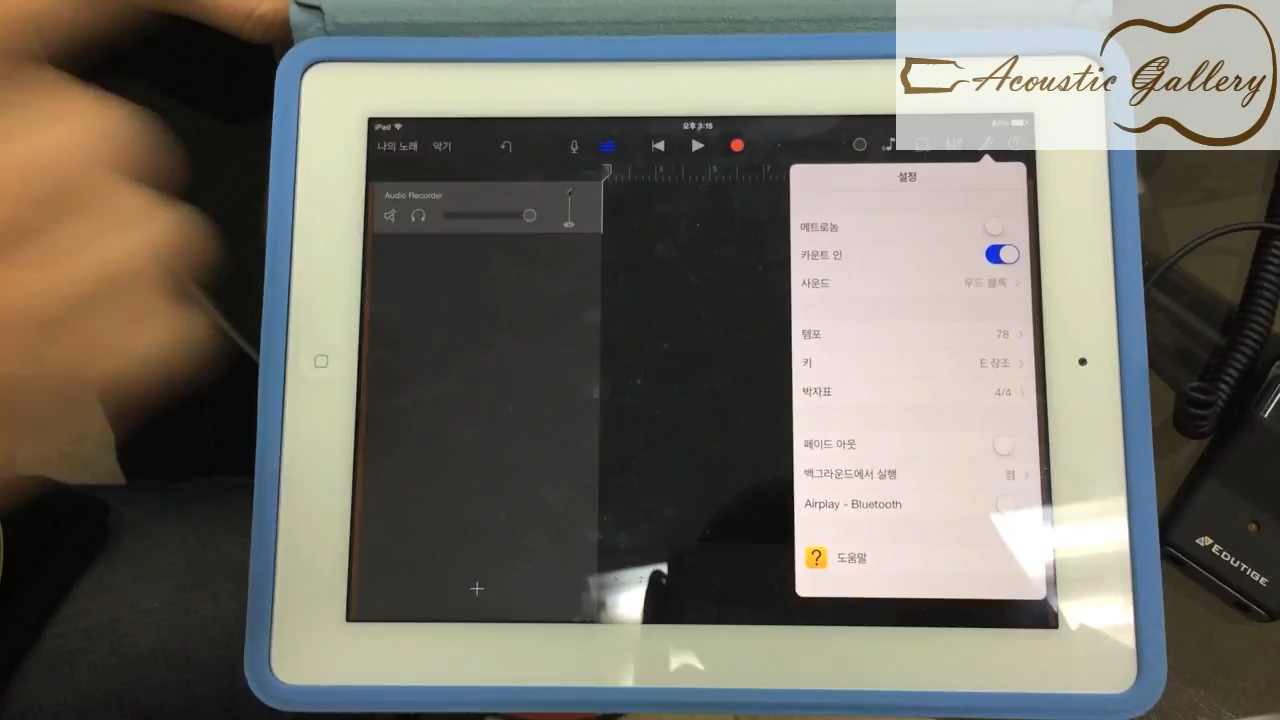 Acoustic Gallery
iPad
오후 3:15
나의 노래 악기
Audio Recorder
설정
메트로놈
카운트 인
사운드 우드 블록
템포 78
키 E 장조
박자표 4/4
페이드 아웃
백그라운드에서 실행 켬
Airplay - Bluetooth
? 도움말
EDUTIGE